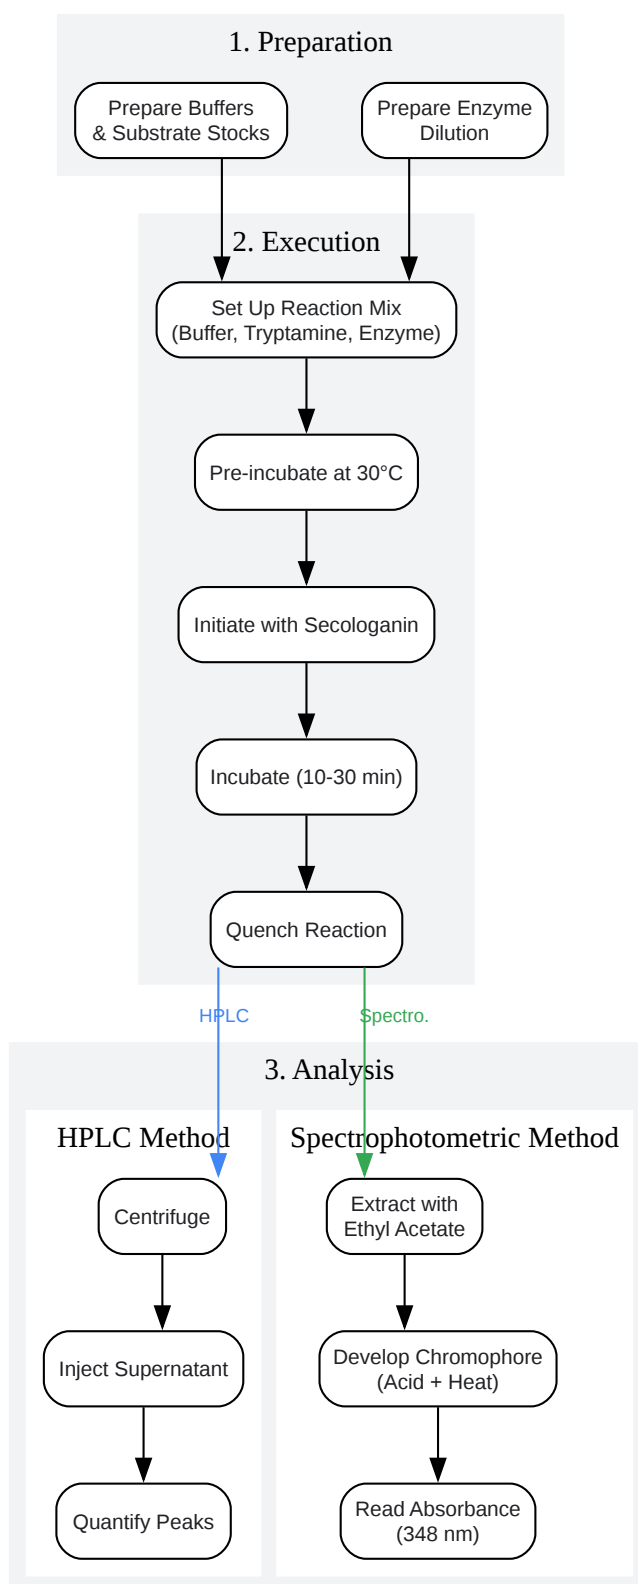 1. Preparation
Prepare Buffers
& Substrate Stocks
Prepare Enzyme
Dilution
2. Execution
Set Up Reaction Mix
(Buffer, Tryptamine, Enzyme)
Pre-incubate at 30°C
Initiate with Secologanin
Incubate (10-30 min)
Quench Reaction
HPLC
Spectro.
3. Analysis
HPLC Method
Centrifuge
Inject Supernatant
Quantify Peaks
Spectrophotometric Method
Extract with
Ethyl Acetate
Develop Chromophore
(Acid + Heat)
Read Absorbance
(348 nm)